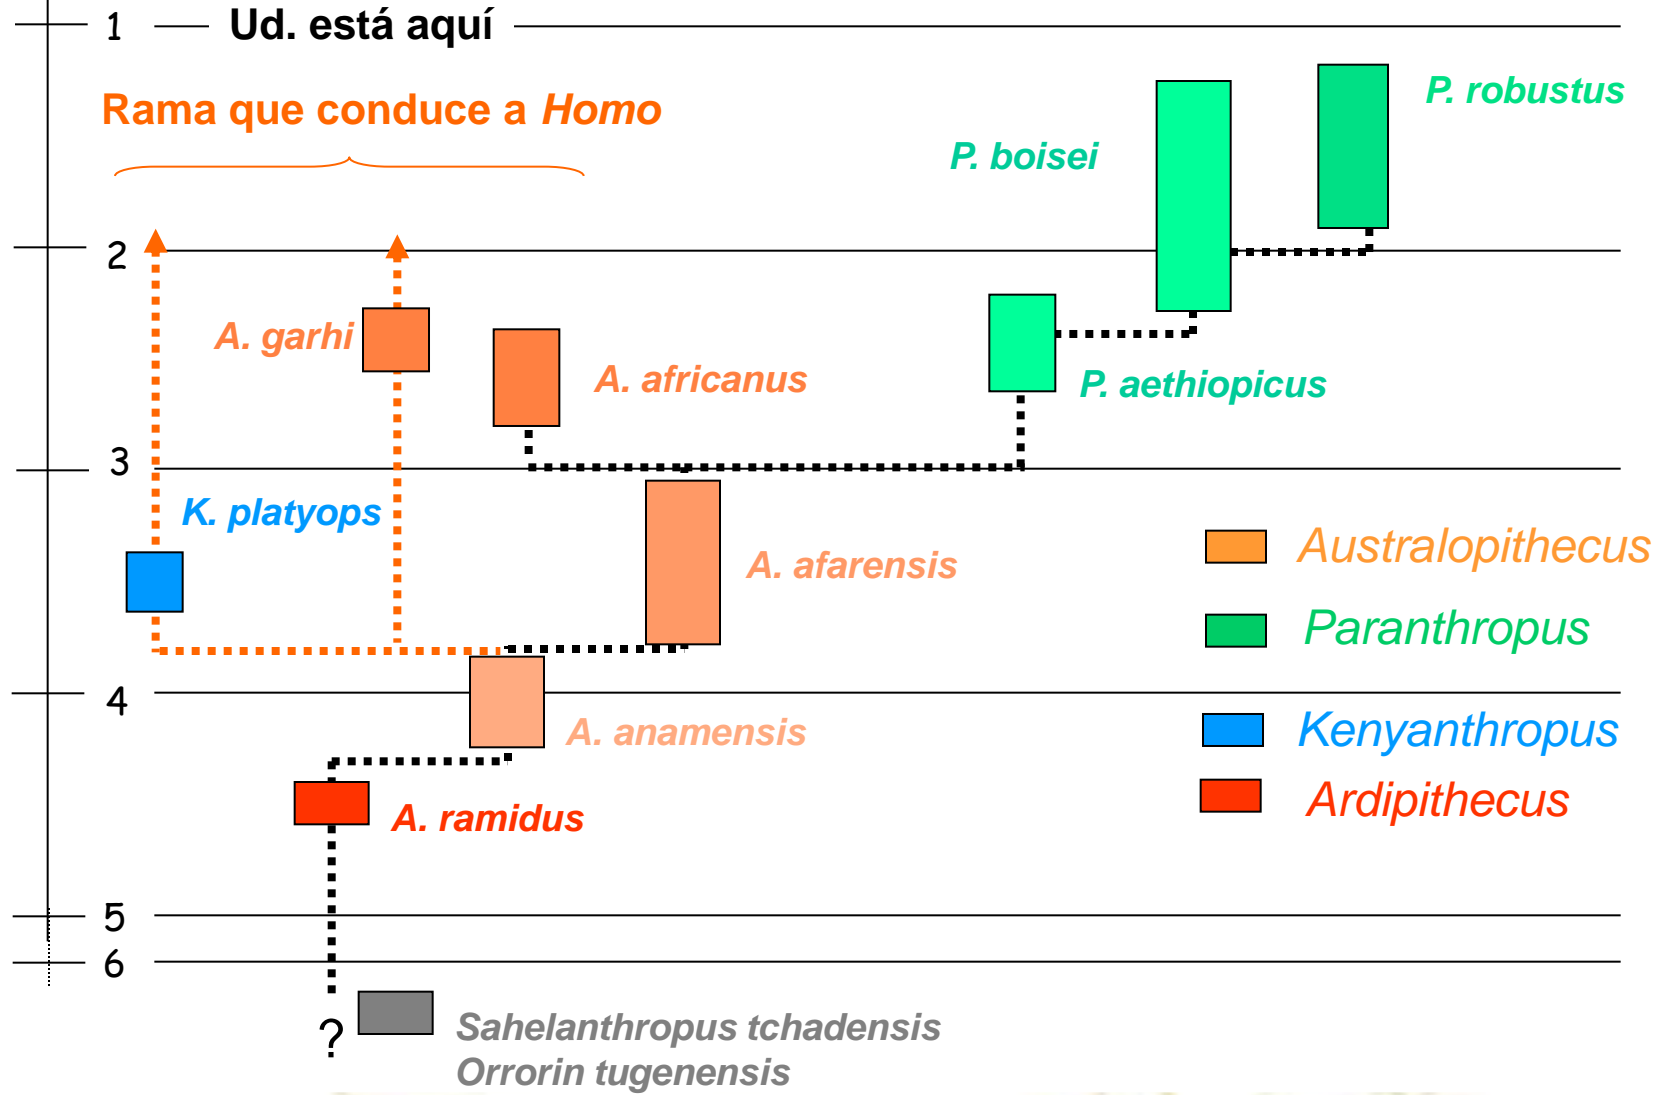 1
Ud. está aquí
Rama que conduce a Homo
P. robustus
P. boisei
2
A. garhi
A. africanus
P. aethiopicus
3
K. platyops
A. afarensis
Australopithecus
Paranthropus
4
A. anamensis
Kenyanthropus
A. ramidus
Ardipithecus
5
6
?
Sahelanthropus tchadensis
Orrorin tugenensis